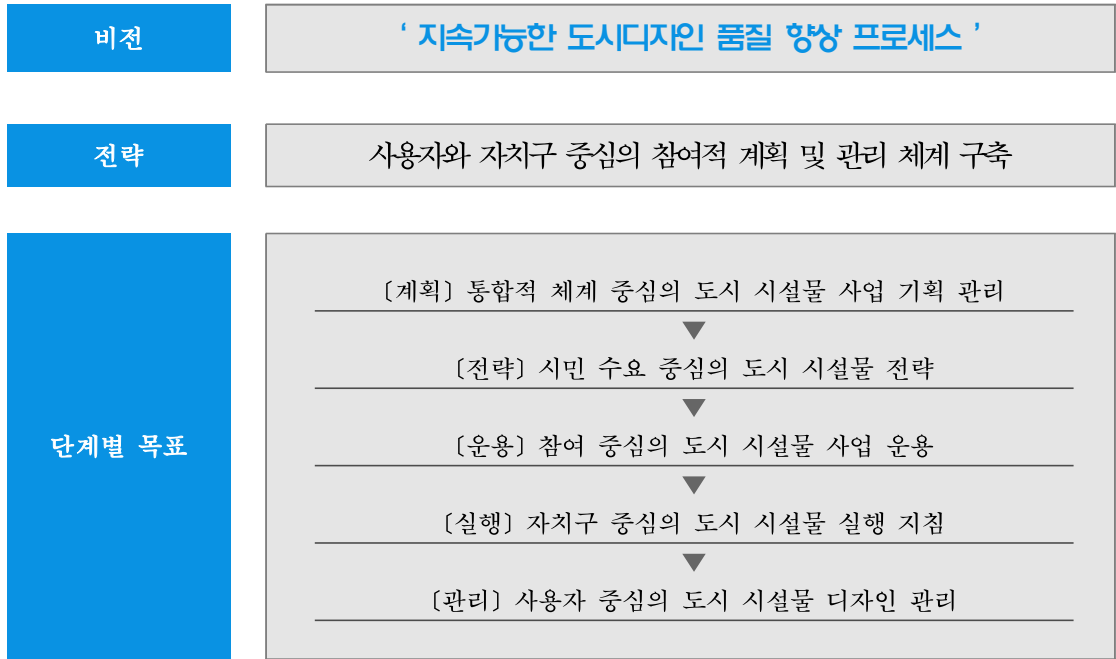 비전
‘ 지속가능한 도시디자인 품질 향상 프로세스 ’
전략
사용자와 자치구 중심의 참여적 계획 및 관리 체계 구축
단계별 목표
〔계획〕 통합적 체계 중심의 도시 시설물 사업 기획 관리
〔전략〕 시민 수요 중심의 도시 시설물 전략
〔운용〕 참여 중심의 도시 시설물 사업 운용
〔실행〕 자치구 중심의 도시 시설물 실행 지침
〔관리〕 사용자 중심의 도시 시설물 디자인 관리